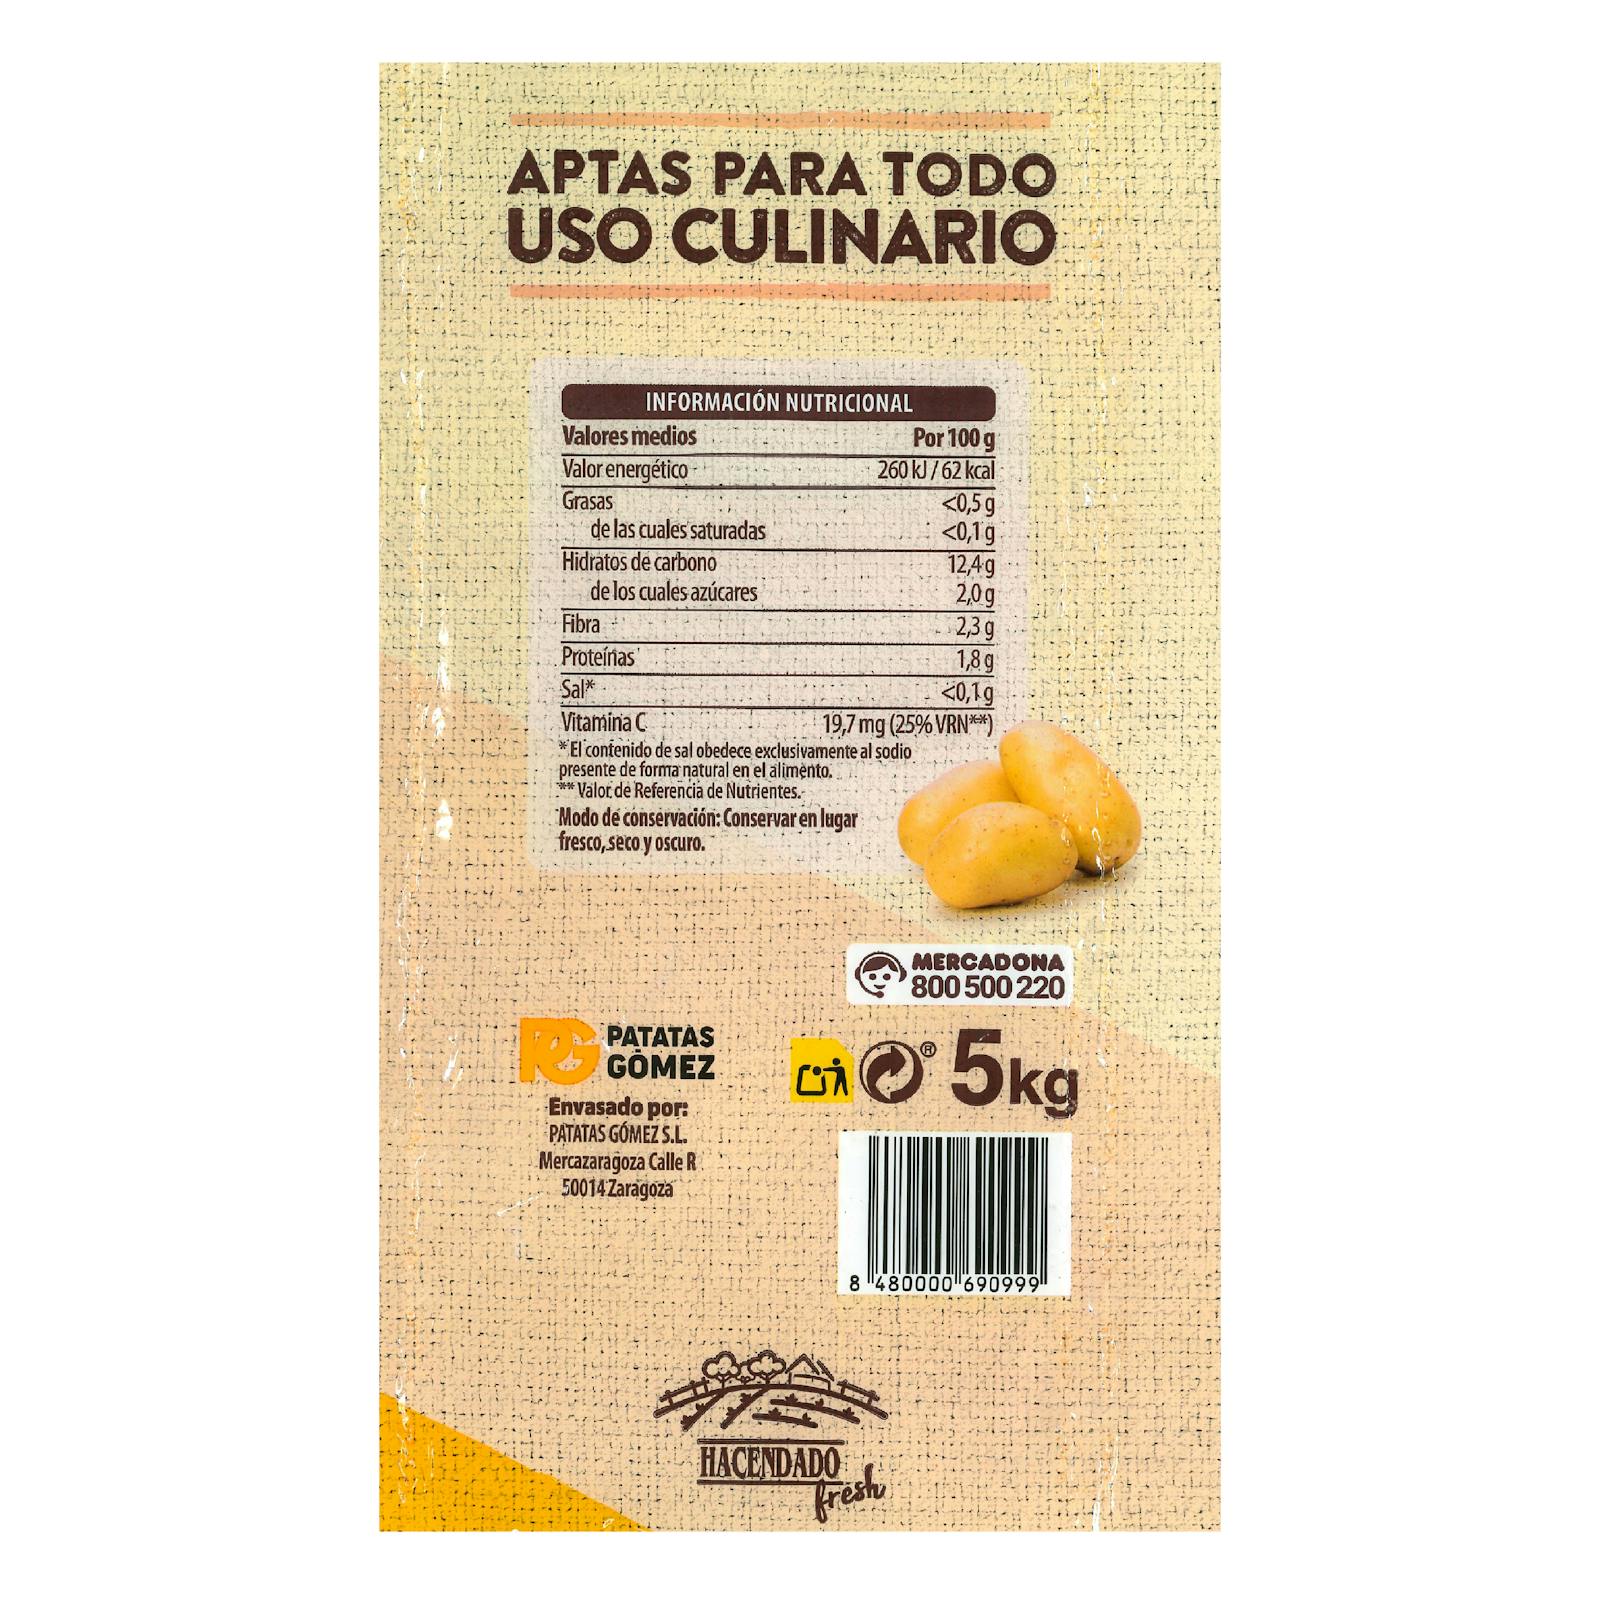 APTAS PARA TODO
USO CULINARIO
INFORMACIÓN NUTRICIONAL
Valores medios Por 100 g
Valor energético 260 kJ / 62 kcal
Grasas <0,5 g
de las cuales saturadas <0,1 g
Hidratos de carbono 12,4 g
de los cuales azúcares 2,0 g
Fibra 2,3 g
Proteínas 1,8 g
Sal* <0,1 g
Vitamina C 19,7 mg (25% VRN**)
* El contenido de sal obedece exclusivamente al sodio
presente de forma natural en el alimento.
** Valor de Referencia de Nutrientes.
Modo de conservación: Conservar en lugar
fresco, seco y oscuro.
MERCADONA
800 500 220
PG PATATAS
GÓMEZ
Envasado por:
PATATAS GÓMEZ S.L.
Mercazaragoza Calle R
50014 Zaragoza
® 5 kg
8 480000 690999
HACENDADO
fresh